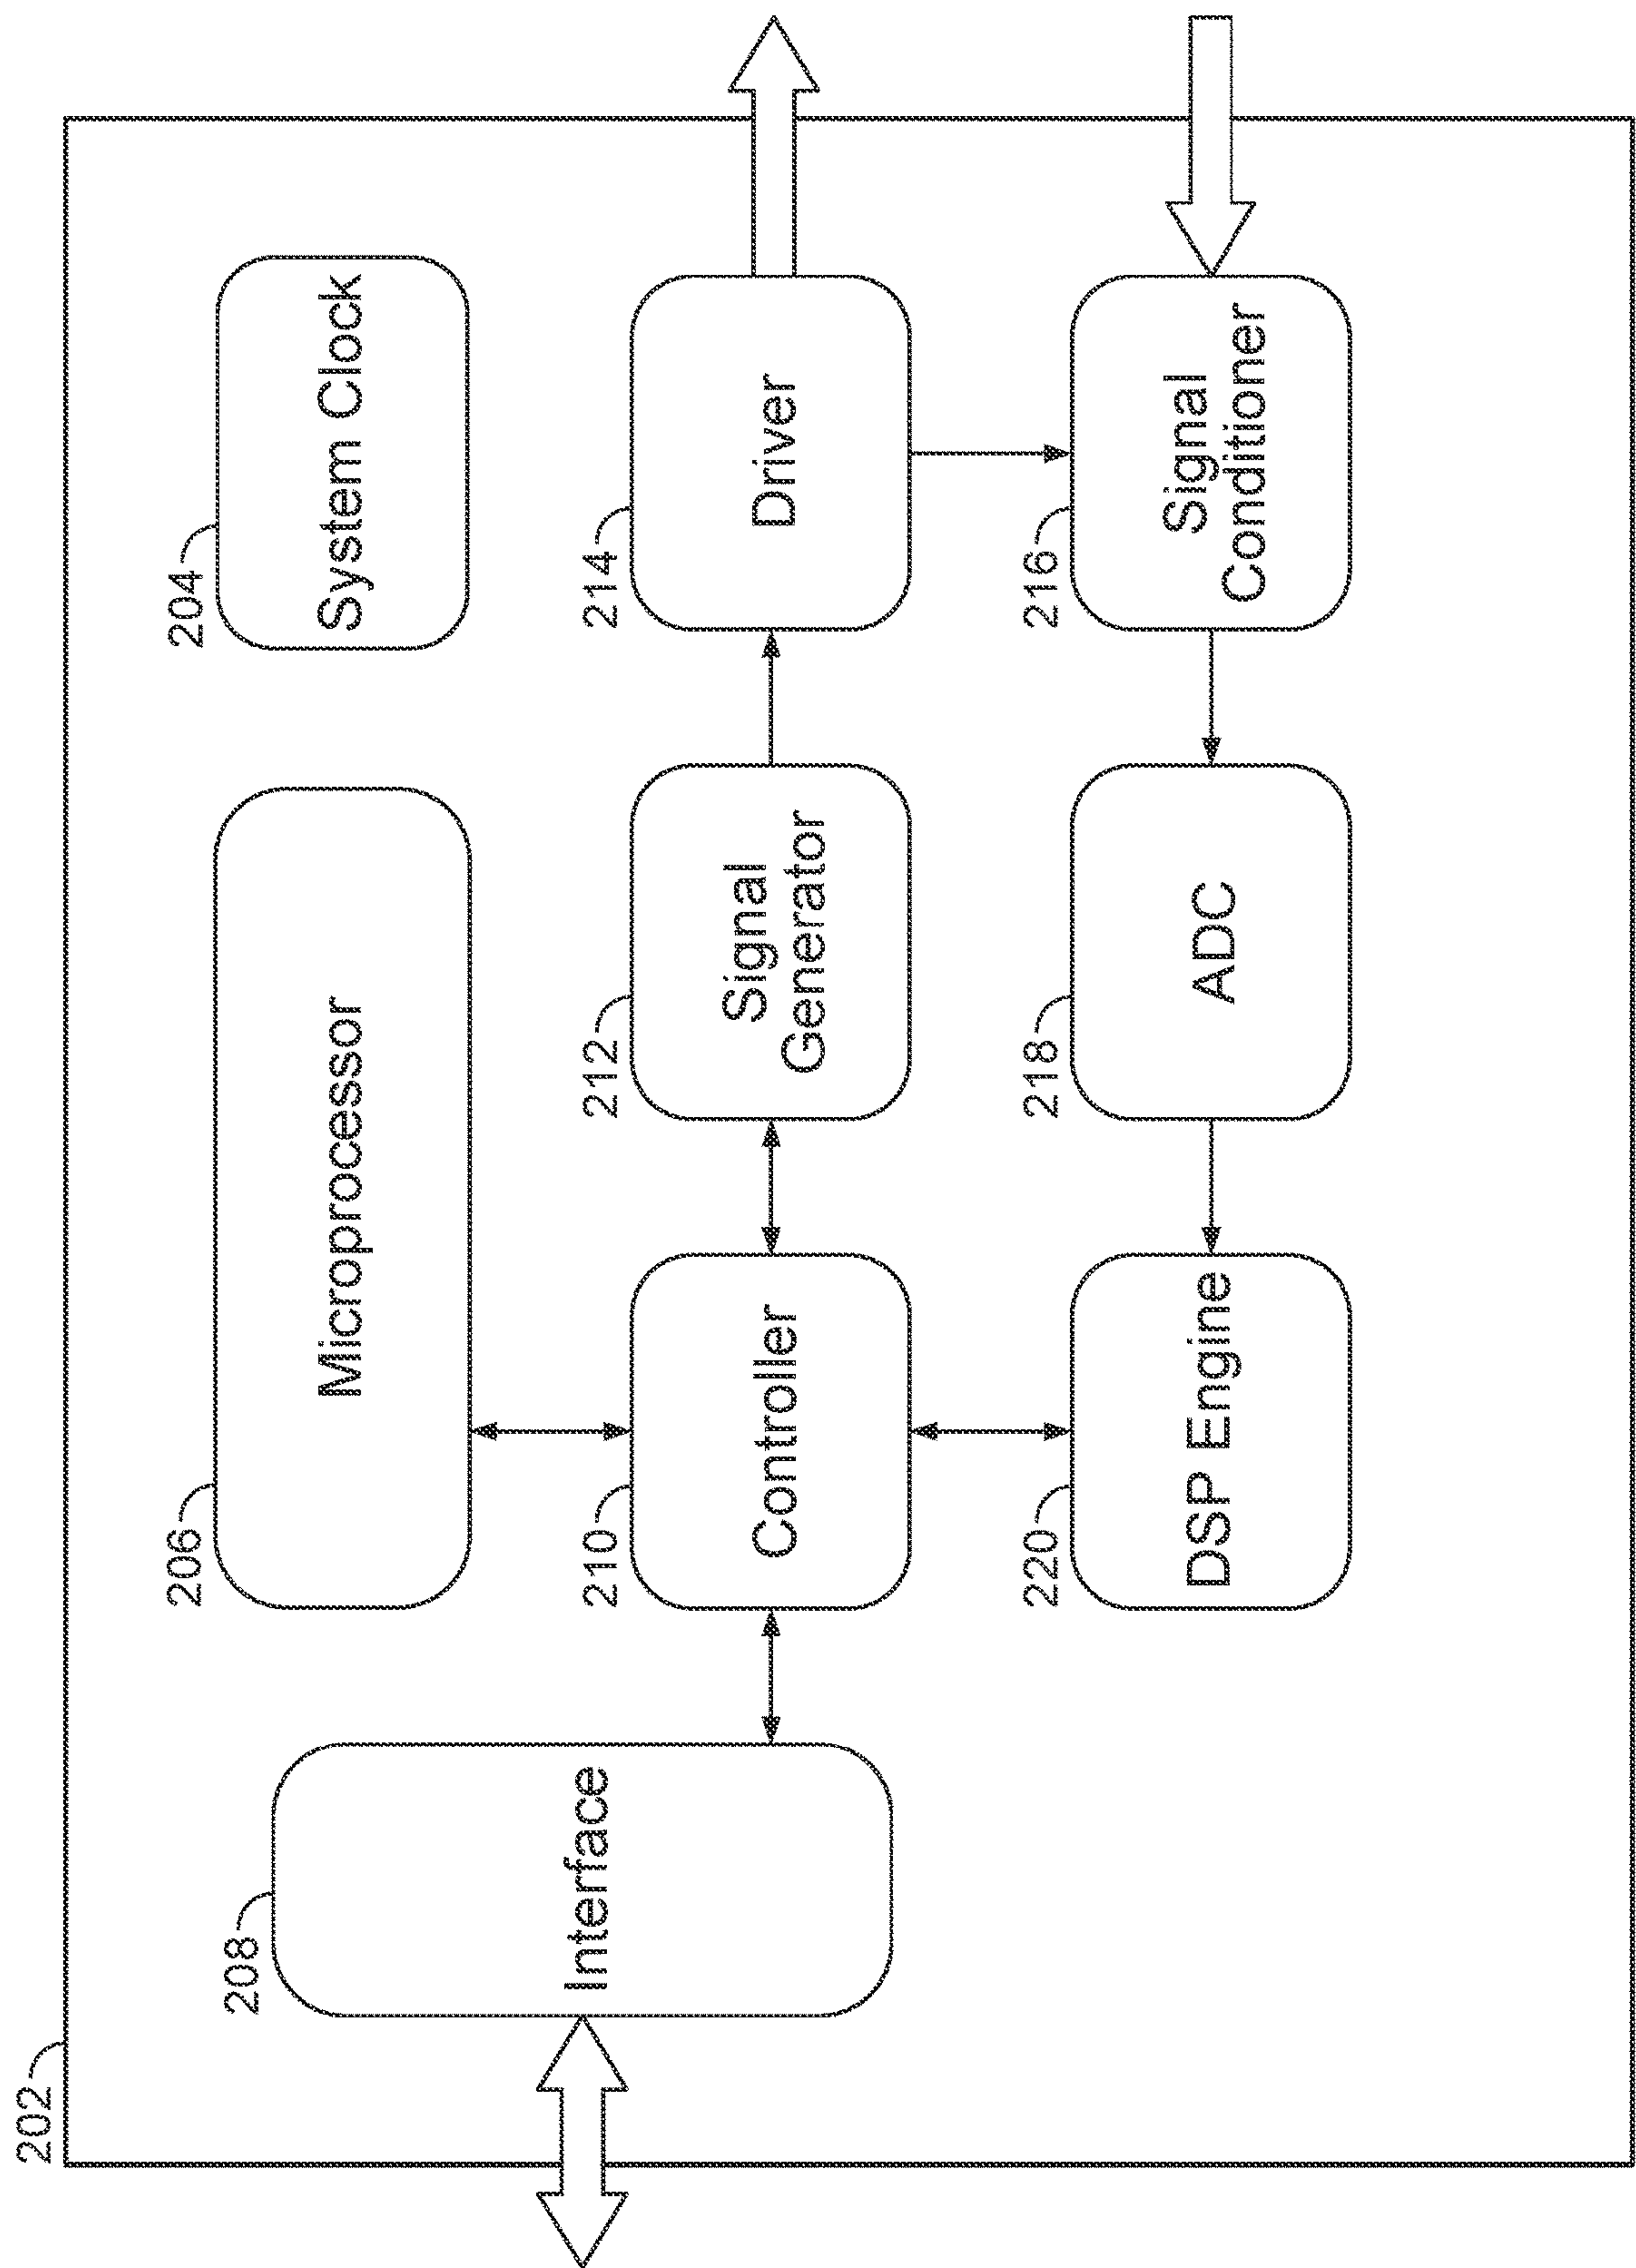 202
206
Microprocessor
204
System Clock
208
Interface
210
Controller
212
Signal
Generator
214
Driver
220
DSP Engine
218
ADC
216
Signal
Conditioner